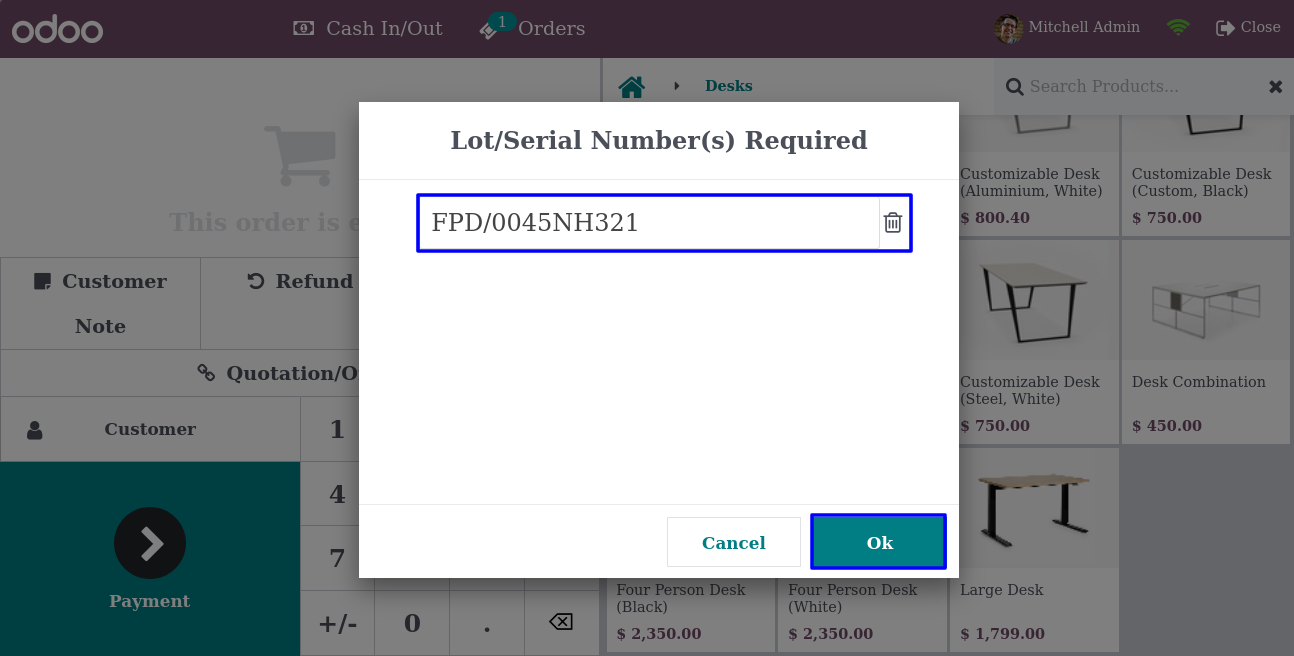 odoo
Cash In/Out
1
Orders
Mitchell Admin
Close
This order is e
Desks
Search Products...
Lot/Serial Number(s) Required
FPD/0045NH321
Cancel
Ok
Customer
Note
Refund
Quotation/O
Customer
1
4
7
+/-
0
.
Payment
Customizable Desk
(Aluminium, White)
$ 800.40
Customizable Desk
(Custom, Black)
$ 750.00
Customizable Desk
(Steel, White)
$ 750.00
Desk Combination
$ 450.00
Four Person Desk
(Black)
$ 2,350.00
Four Person Desk
(White)
$ 2,350.00
Large Desk
$ 1,799.00